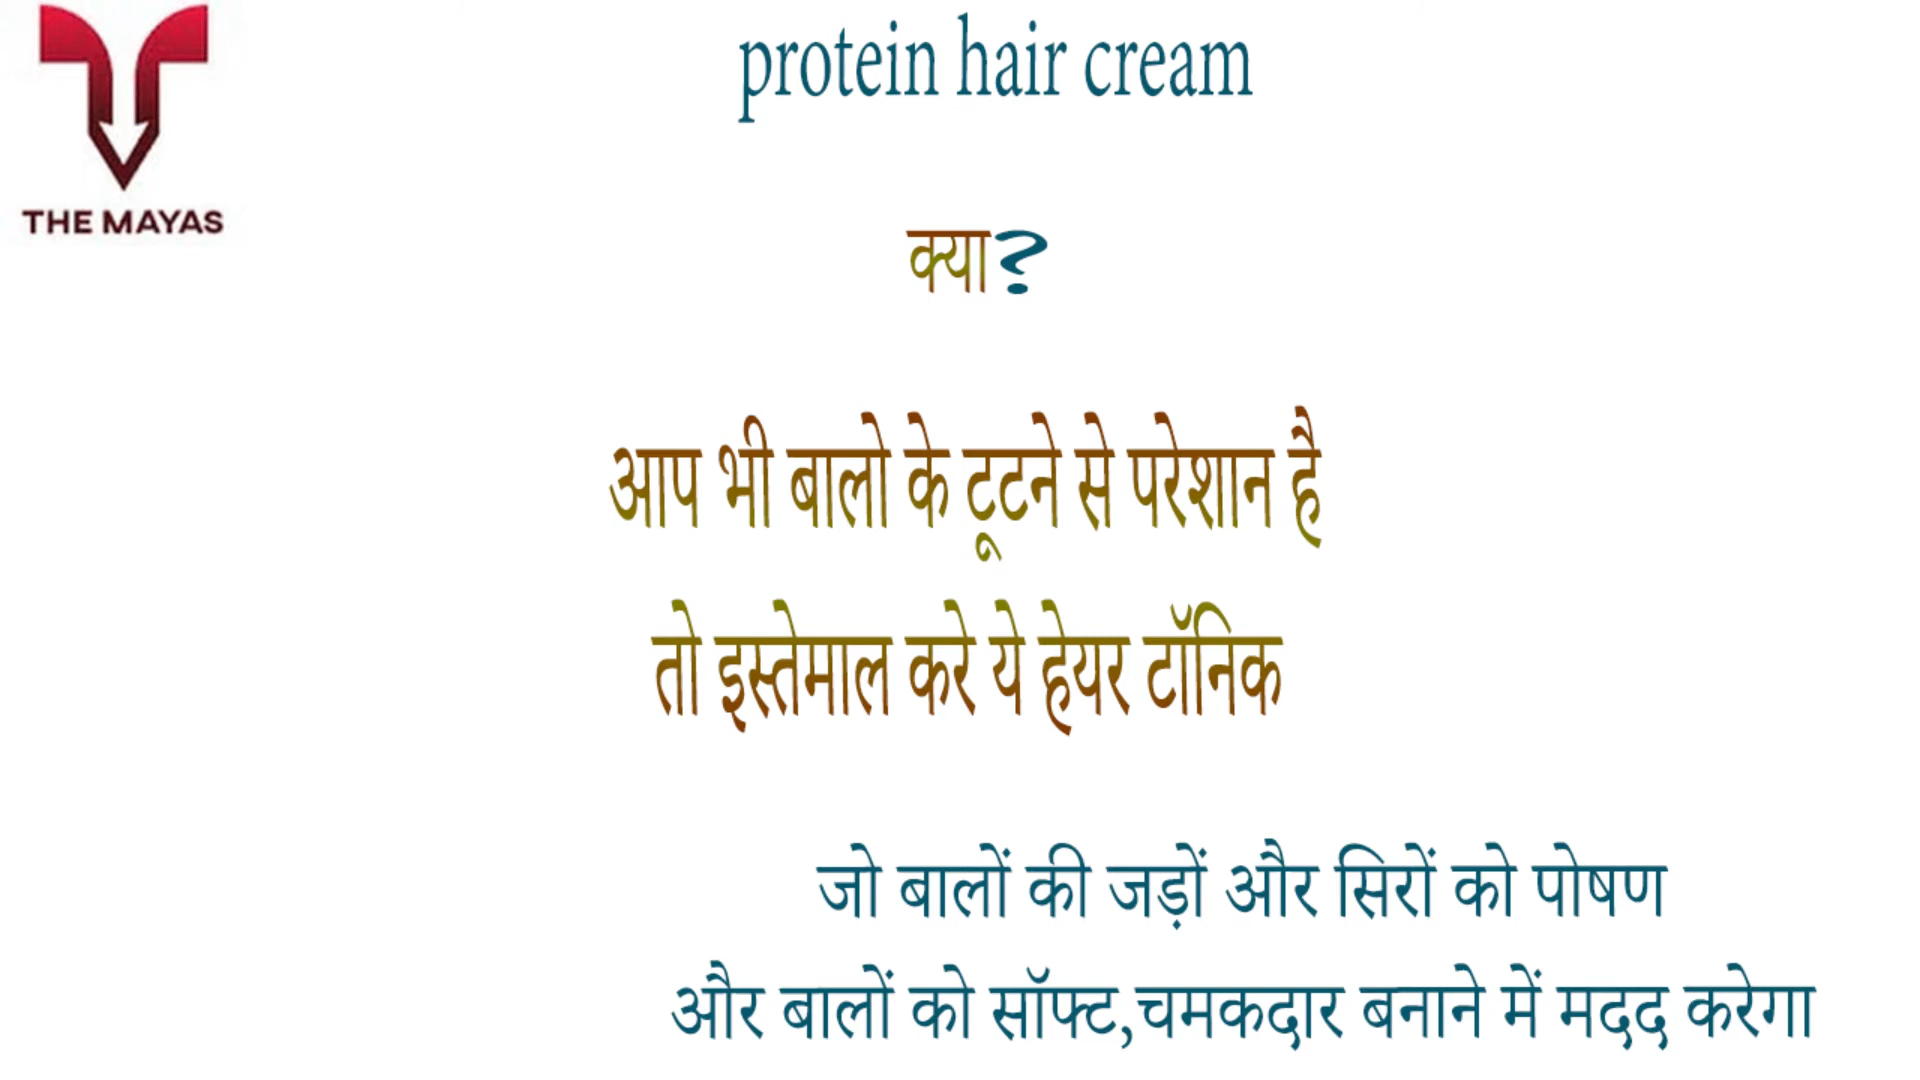 protein hair cream
THE MAYAS
क्या?
आप भी बालो के टूटने से परेशान है
तो इस्तेमाल करे ये हेयर टॉनिक
जो बालों की जड़ों और सिरों को पोषण
और बालों को सॉफ्ट,चमकदार बनाने में मदद करेगा